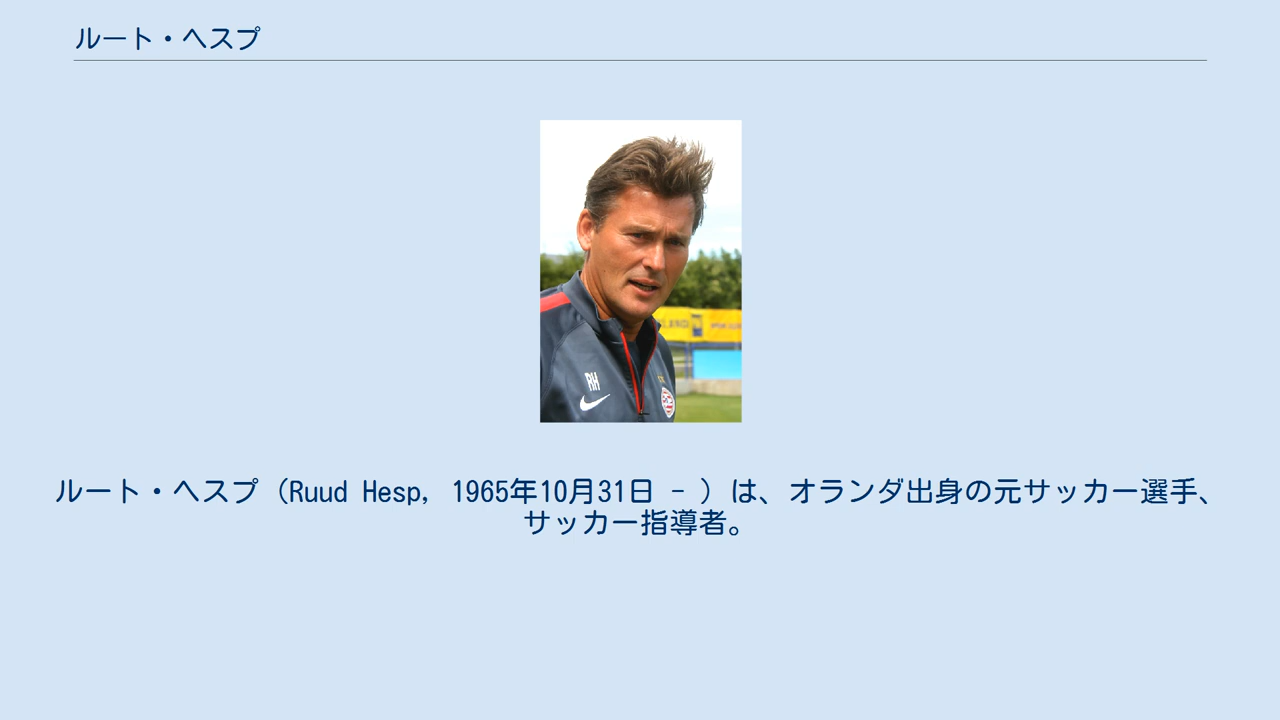 ルート・ヘスプ
RH
ルート・ヘスプ（Ruud Hesp, 1965年10月31日 - ）は、オランダ出身の元サッカー選手、
サッカー指導者。